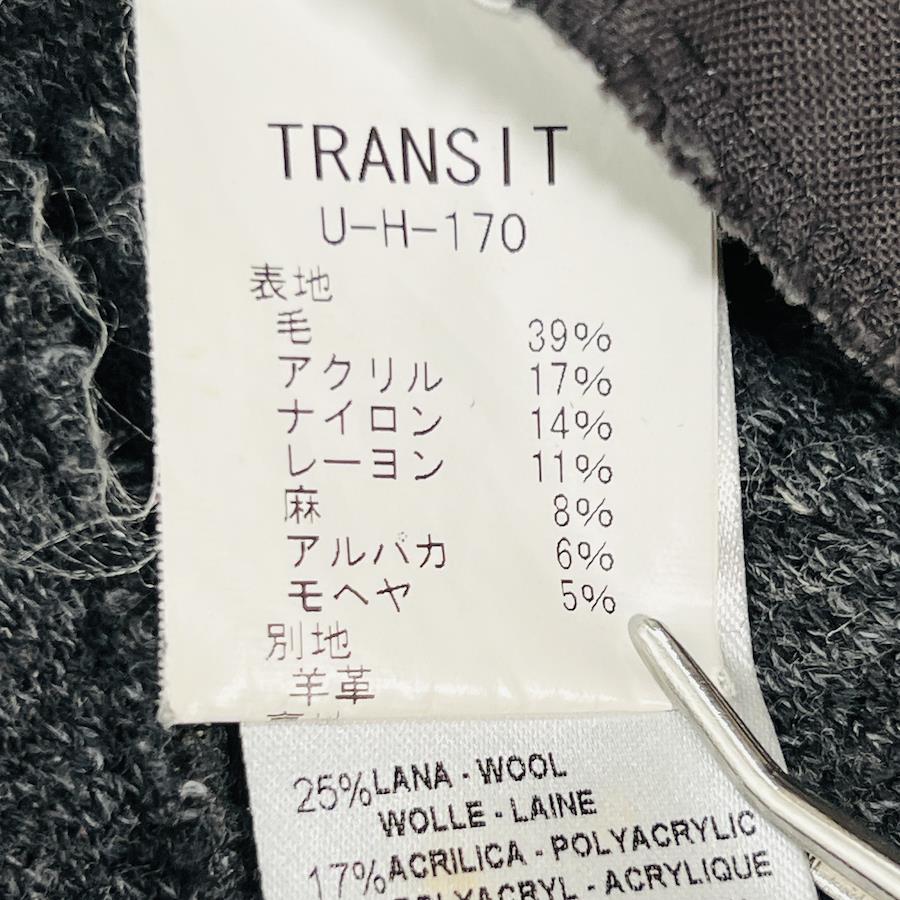 TRANSIT
U-H-170
表地
毛 39%
アクリル 17%
ナイロン 14%
レーヨン 11%
麻 8%
アルパカ 6%
モヘヤ 5%
別地
羊革
25% LANA - WOOL
WOLLE - LAINE
17% ACRILICA - POLYACRYLIC
POLYACRYL - ACRYLIQUE